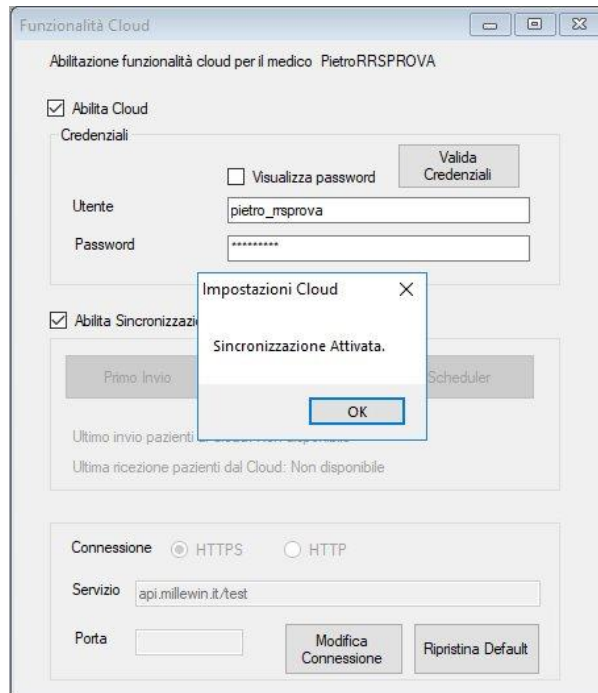 Funzionalità Cloud
Abilitazione funzionalità cloud per il medico PietroRRSPROVA
Abilita Cloud
Credenziali
Visualizza password
Valida
Credenziali
Utente
pietro_rrsprova
Password
*********
Impostazioni Cloud
Abilita Sincronizzazi
Sincronizzazione Attivata.
Primo Invio
Scheduler
OK
Ultimo invio pazienti
Non disponibile
Ultima ricezione pazienti dal Cloud: Non disponibile
Connessione
HTTPS
HTTP
Servizio
api.millewin.it/test
Porta
Modifica
Connessione
Ripristina Default